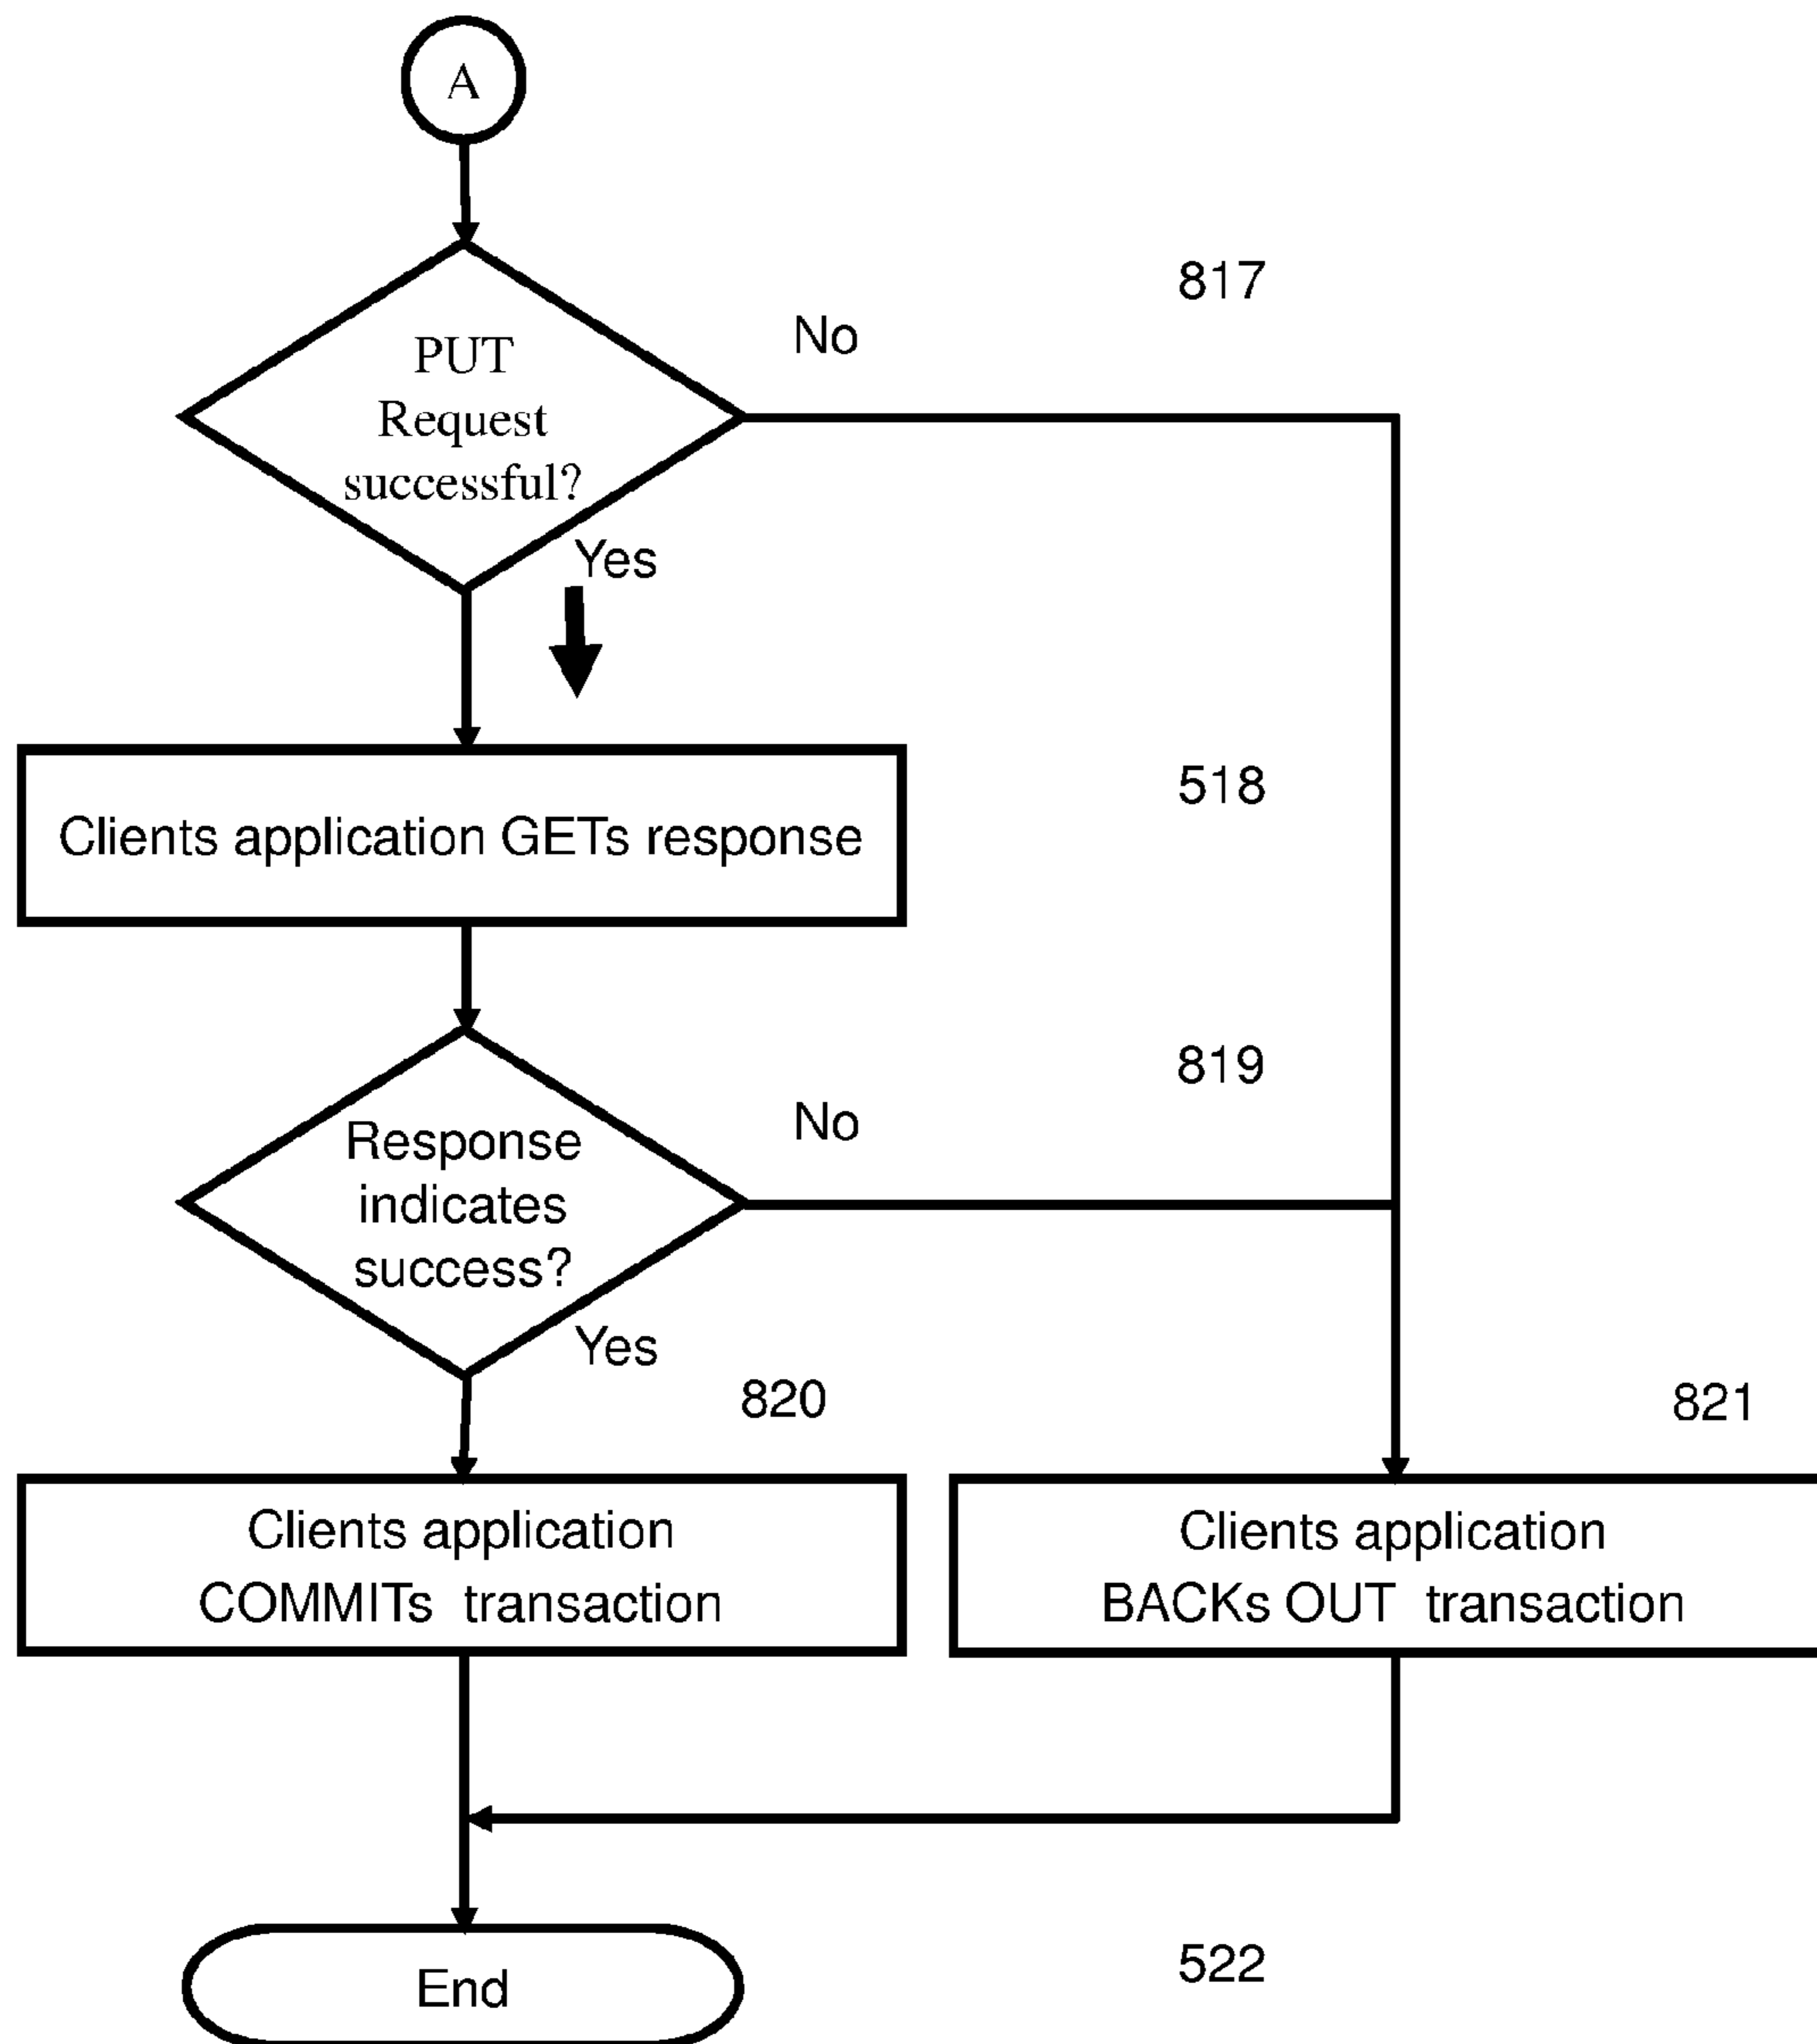 A
817
No
PUT
Request
successful?
Yes
518
Clients application GETs response
819
No
Response
indicates
success?
Yes
820
821
Clients application
COMMITs transaction
Clients application
BACKs OUT transaction
522
End